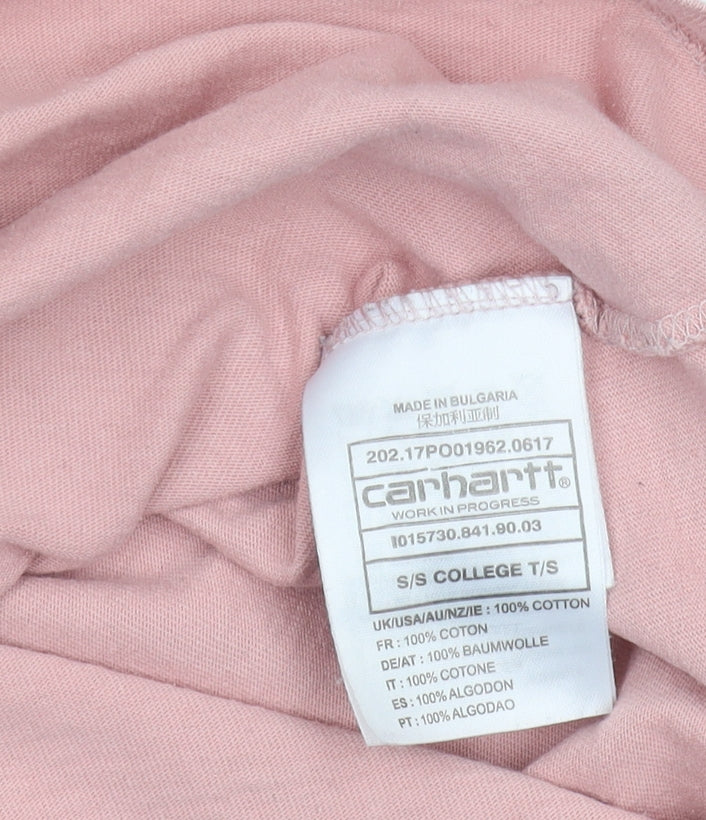 MADE IN BULGARIA
保加利亚制
202.17PO01962.0617
carhartt®
WORK IN PROGRESS
I015730.841.90.03
S/S COLLEGE T/S
UK/USA/AU/NZ/IE : 100% COTTON
FR : 100% COTON
DE/AT : 100% BAUMWOLLE
IT : 100% COTONE
ES : 100% ALGODON
PT : 100% ALGODAO